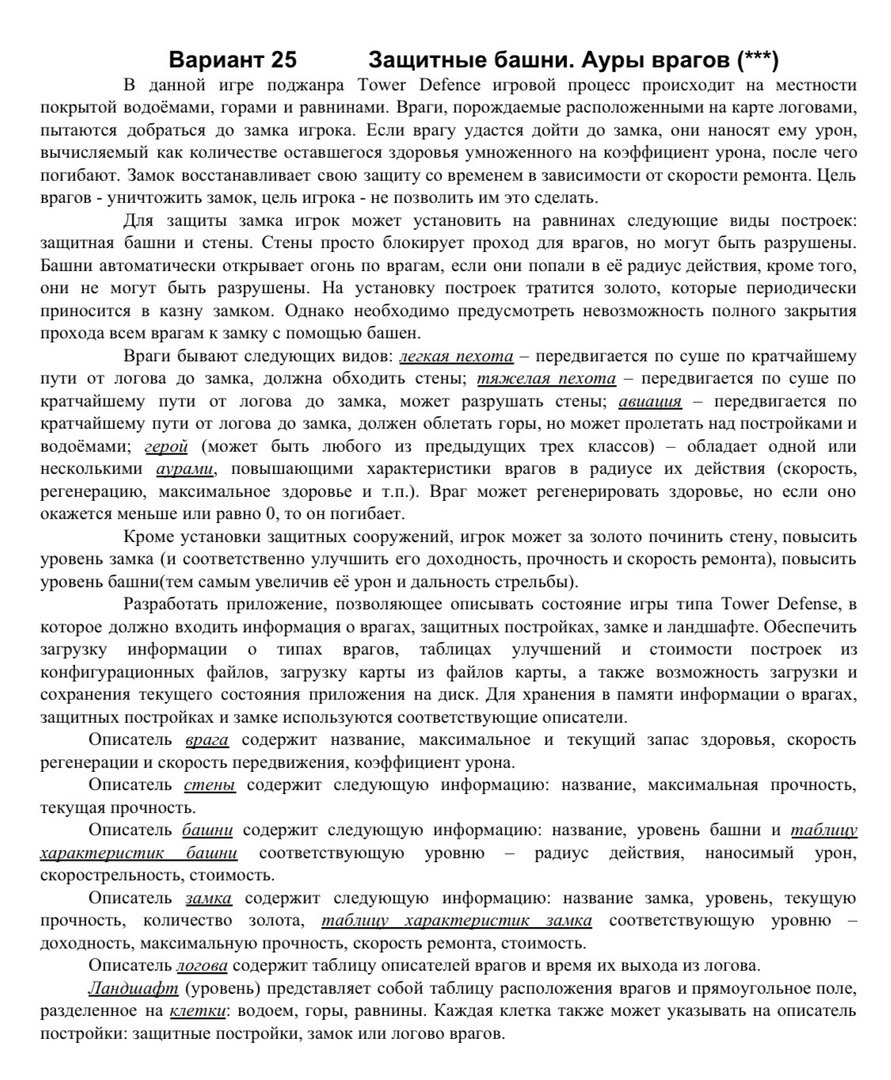 Вариант 25 Защитные башни. Ауры врагов (***)
В данной игре поджанра Tower Defence игровой процесс происходит на местности
покрытой водоёмами, горами и равнинами. Враги, порождаемые расположенными на карте логовами,
пытаются добраться до замка игрока. Если врагу удастся дойти до замка, они наносят ему урон,
вычисляемый как количестве оставшегося здоровья умноженного на коэффициент урона, после чего
погибают. Замок восстанавливает свою защиту со временем в зависимости от скорости ремонта. Цель
врагов - уничтожить замок, цель игрока - не позволить им это сделать.
Для защиты замка игрок может установить на равнинах следующие виды построек:
защитная башни и стены. Стены просто блокирует проход для врагов, но могут быть разрушены.
Башни автоматически открывает огонь по врагам, если они попали в её радиус действия, кроме того,
они не могут быть разрушены. На установку построек тратится золото, которые периодически
приносится в казну замком. Однако необходимо предусмотреть невозможность полного закрытия
прохода всем врагам к замку с помощью башен.
Враги бывают следующих видов: легкая пехота – передвигается по суше по кратчайшему
пути от логова до замка, должна обходить стены; тяжелая пехота – передвигается по суше по
кратчайшему пути от логова до замка, может разрушать стены; авиация – передвигается по
кратчайшему пути от логова до замка, должен облетать горы, но может пролетать над постройками и
водоёмами; герой (может быть любого из предыдущих трех классов) – обладает одной или
несколькими аурами, повышающими характеристики врагов в радиусе их действия (скорость,
регенерацию, максимальное здоровье и т.п.). Враг может регенерировать здоровье, но если оно
окажется меньше или равно 0, то он погибает.
Кроме установки защитных сооружений, игрок может за золото починить стену, повысить
уровень замка (и соответственно улучшить его доходность, прочность и скорость ремонта), повысить
уровень башни(тем самым увеличив её урон и дальность стрельбы).
Разработать приложение, позволяющее описывать состояние игры типа Tower Defense, в
которое должно входить информация о врагах, защитных постройках, замке и ландшафте. Обеспечить
загрузку информации о типах врагов, таблицах улучшений и стоимости построек из
конфигурационных файлов, загрузку карты из файлов карты, а также возможность загрузки и
сохранения текущего состояния приложения на диск. Для хранения в памяти информации о врагах,
защитных постройках и замке используются соответствующие описатели.
Описатель врага содержит название, максимальное и текущий запас здоровья, скорость
регенерации и скорость передвижения, коэффициент урона.
Описатель стены содержит следующую информацию: название, максимальная прочность,
текущая прочность.
Описатель башни содержит следующую информацию: название, уровень башни и таблицу
характеристик башни соответствующую уровню – радиус действия, наносимый урон,
скорострельность, стоимость.
Описатель замка содержит следующую информацию: название замка, уровень, текущую
прочность, количество золота, таблицу характеристик замка соответствующую уровню –
доходность, максимальную прочность, скорость ремонта, стоимость.
Описатель логова содержит таблицу описателей врагов и время их выхода из логова.
Ландшафт (уровень) представляет собой таблицу расположения врагов и прямоугольное поле,
разделенное на клетки: водоем, горы, равнины. Каждая клетка также может указывать на описатель
постройки: защитные постройки, замок или логово врагов.